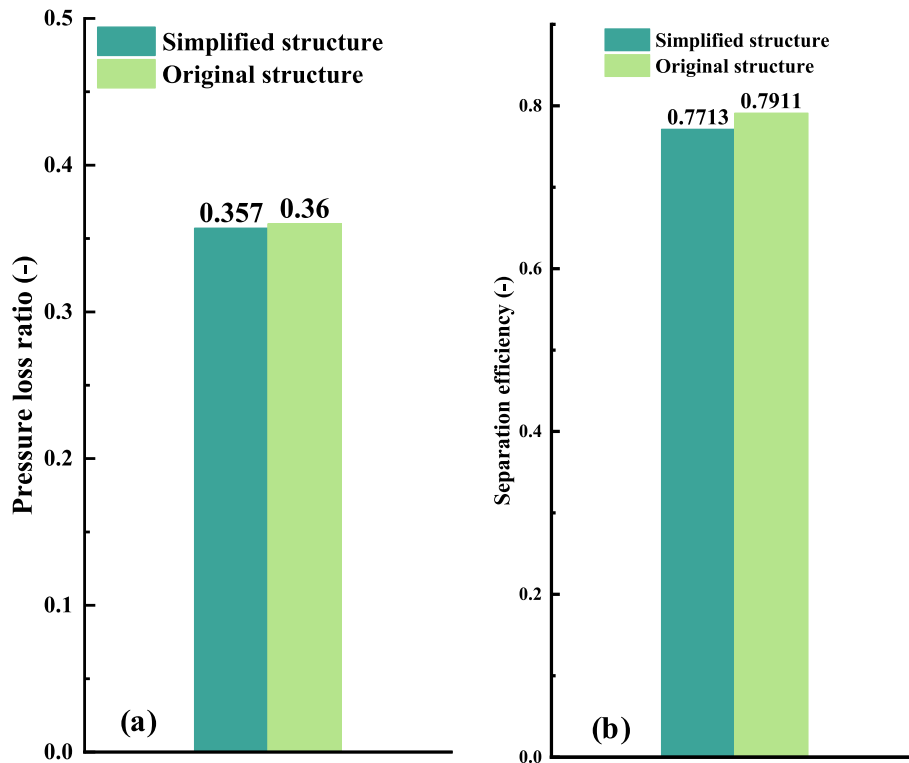 Simplified structure
Original structure
0.5
0.4
0.3
0.2
0.1
0.0
Pressure loss ratio (-)
0.357
0.36
(a)
Simplified structure
Original structure
0.8
0.6
0.4
0.2
0.0
Separation efficiency (-)
0.7713
0.7911
(b)